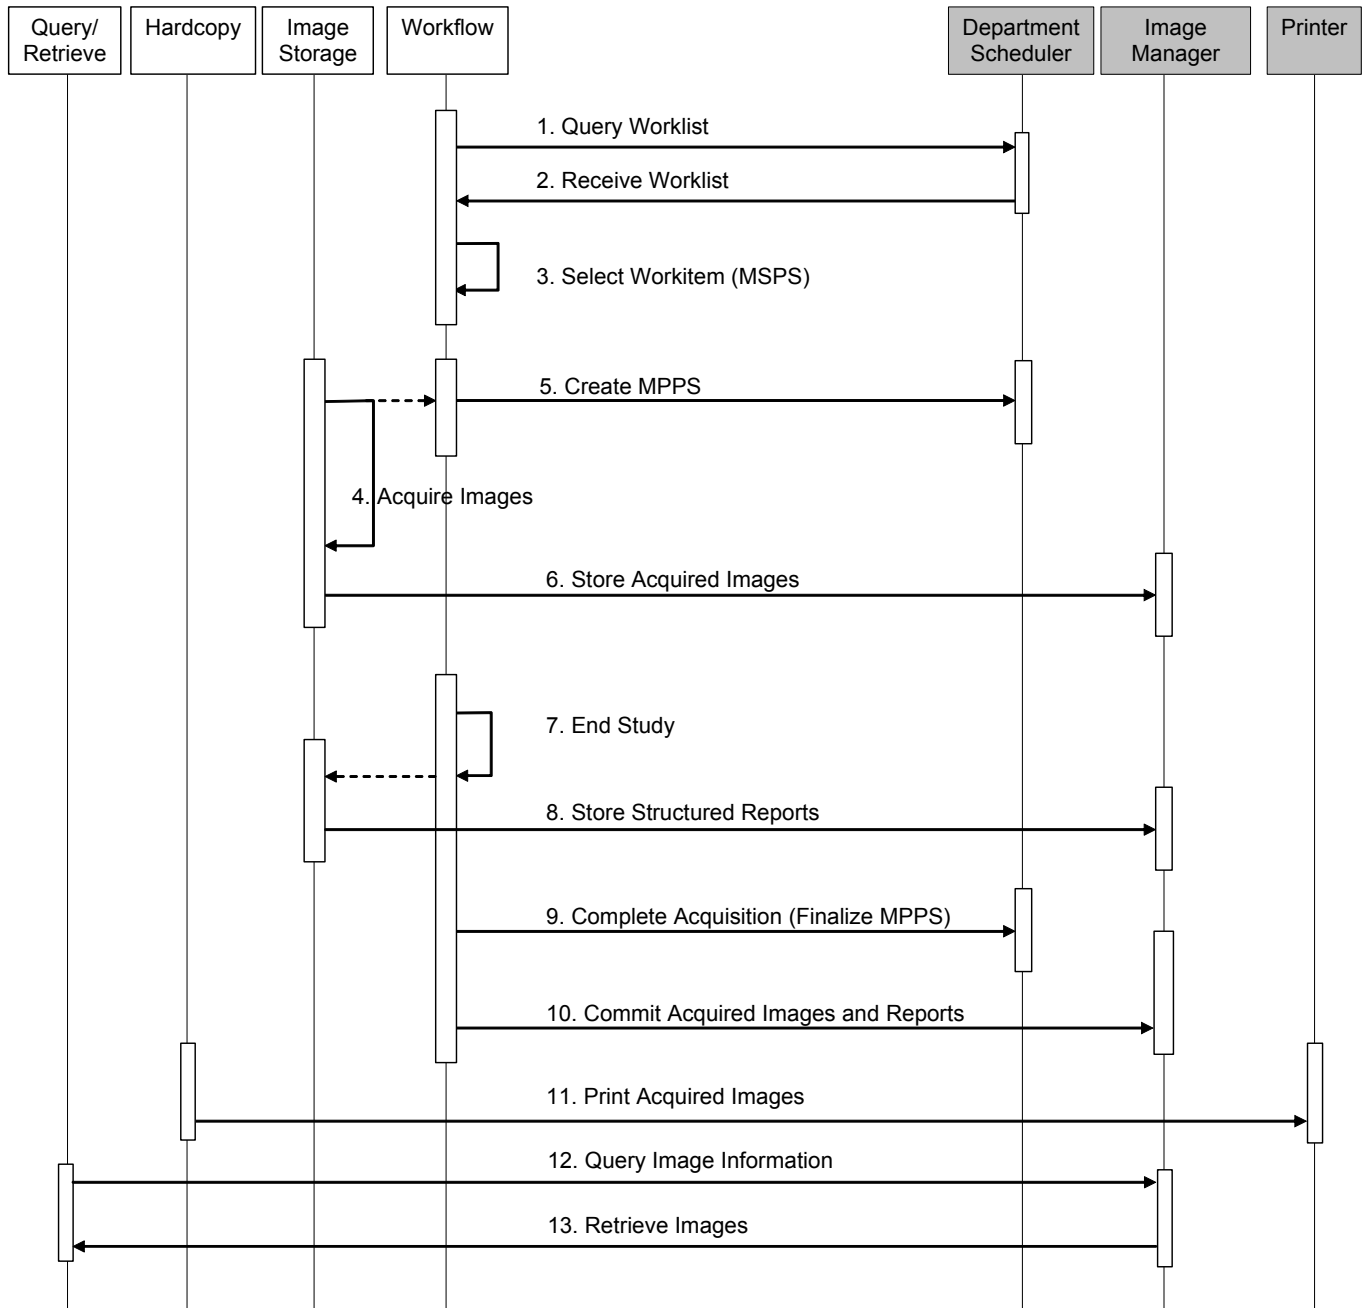 Query/
Retrieve
Hardcopy
Image
Storage
Workflow
Department
Scheduler
Image
Manager
Printer
1. Query Worklist
2. Receive Worklist
3. Select Workitem (MSPS)
5. Create MPPS
4. Acquire Images
6. Store Acquired Images
7. End Study
8. Store Structured Reports
9. Complete Acquisition (Finalize MPPS)
10. Commit Acquired Images and Reports
11. Print Acquired Images
12. Query Image Information
13. Retrieve Images